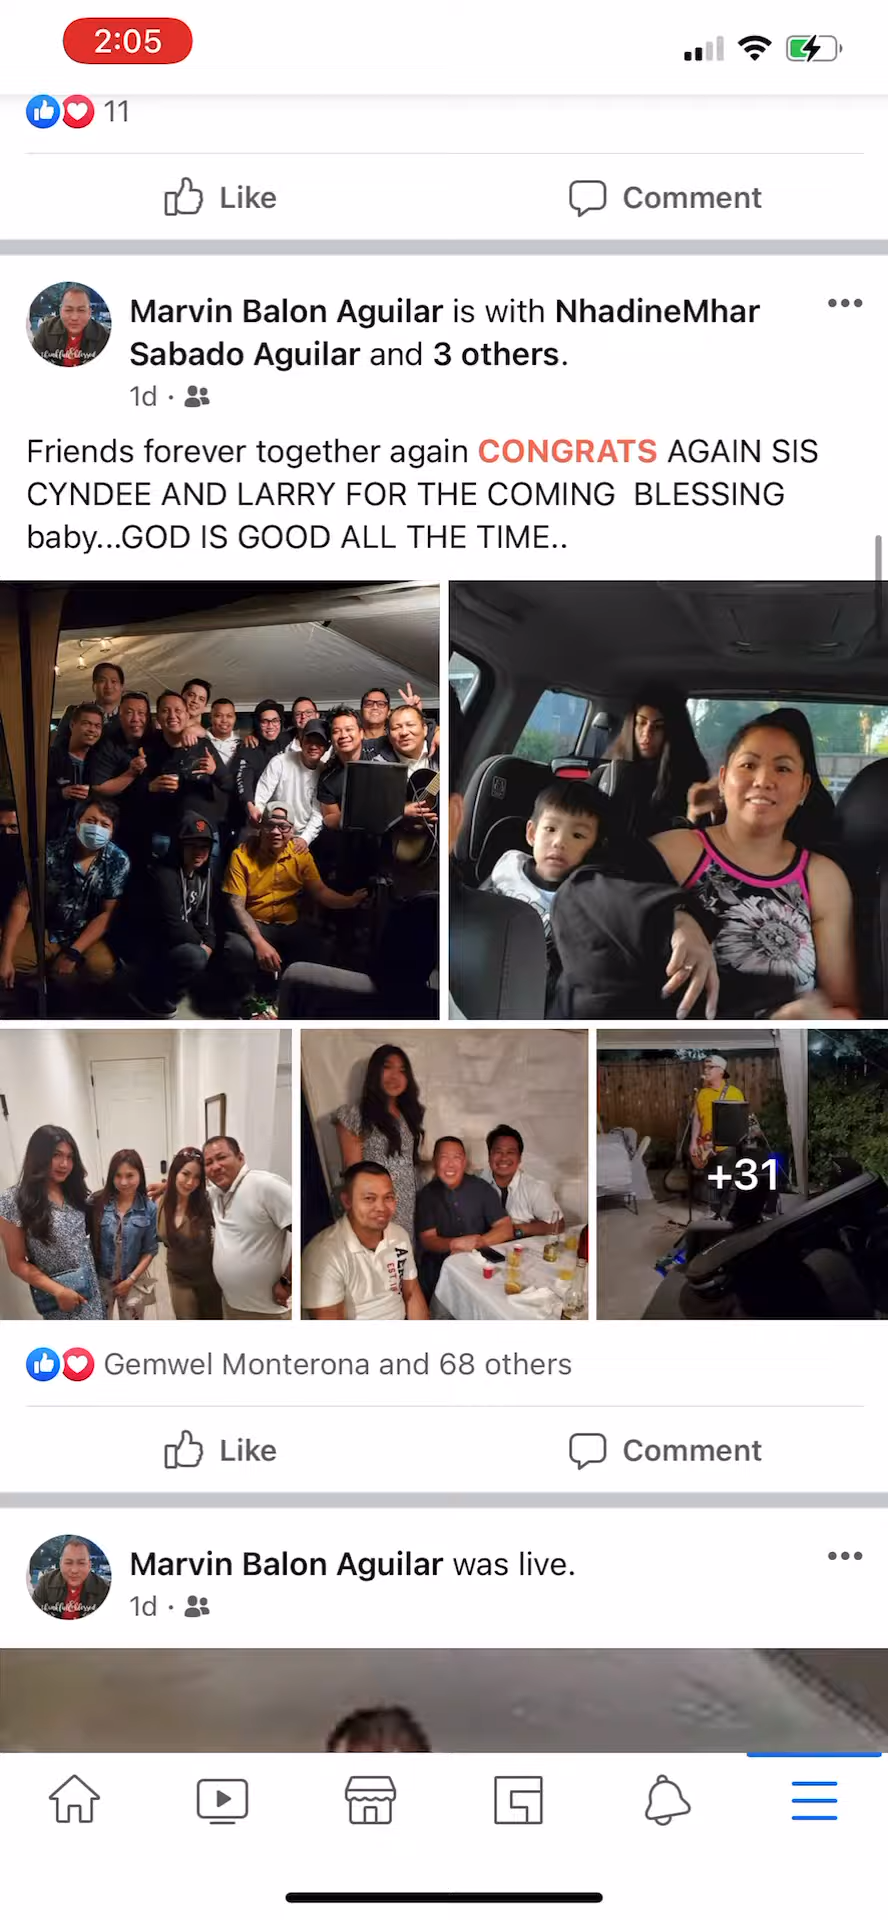 2:05
11
Like
Comment
Marvin Balon Aguilar is with NhadineMhar
Sabado Aguilar and 3 others.
1d ·
Friends forever together again CONGRATS AGAIN SIS
CYNDEE AND LARRY FOR THE COMING BLESSING
baby...GOD IS GOOD ALL THE TIME..
+31
Gemwel Monterona and 68 others
Like
Comment
Marvin Balon Aguilar was live.
1d ·